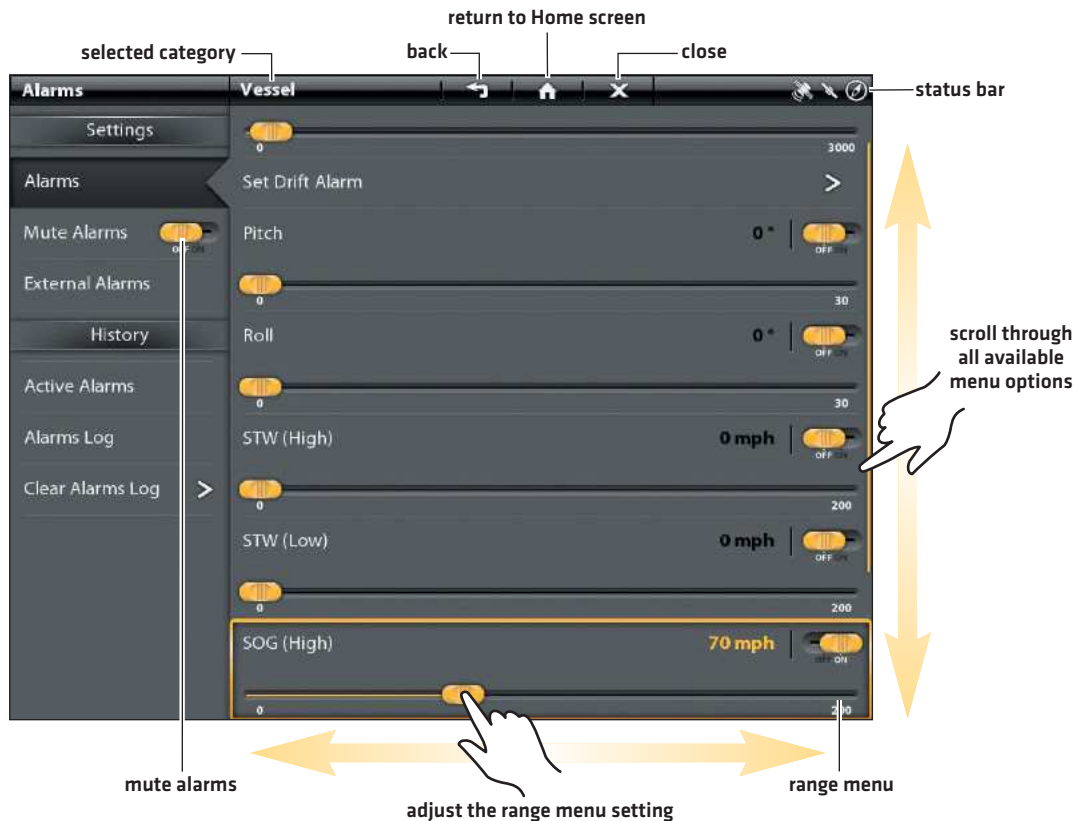 return to Home screen
selected category
back
close
status bar
Alarms
Vessel
Settings
0
3000
Alarms
Set Drift Alarm
Mute Alarms
OFF ON
Pitch
0 °
OFF ON
External Alarms
0
30
History
Roll
0 °
OFF ON
scroll through
all available
menu options
Active Alarms
0
30
Alarms Log
STW (High)
0 mph
OFF ON
Clear Alarms Log
0
200
STW (Low)
0 mph
OFF
0
200
SOG (High)
70 mph
OFF ON
0
200
mute alarms
range menu
adjust the range menu setting